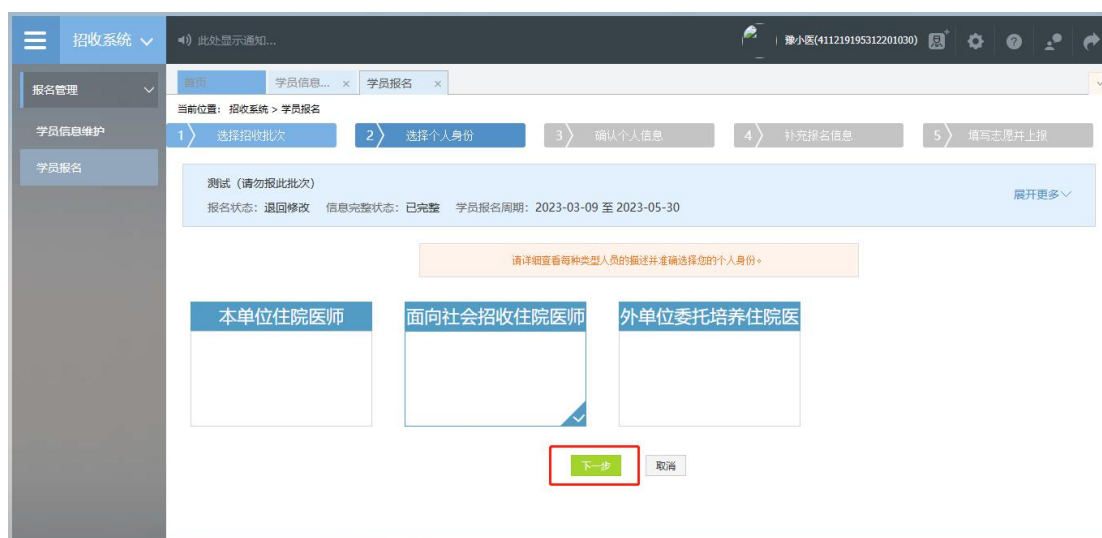 招收系统
此处显示通知...
豫小医(411219195312201030)
报名管理
首页
学员信息... ×
学员报名 ×
当前位置: 招收系统 > 学员报名
学员信息维护
学员报名
1 选择招收批次
2 选择个人身份
3 确认个人信息
4 补充报名信息
5 填写志愿并上报
测试(请勿报此批次)
报名状态: 退回修改 信息完整状态: 已完整 学员报名周期: 2023-03-09 至 2023-05-30
展开更多
请详细查看每种类型人员的描述并准确选择您的个人身份。
本单位住院医师
面向社会招收住院医师
外单位委托培养住院医
下一步
取消